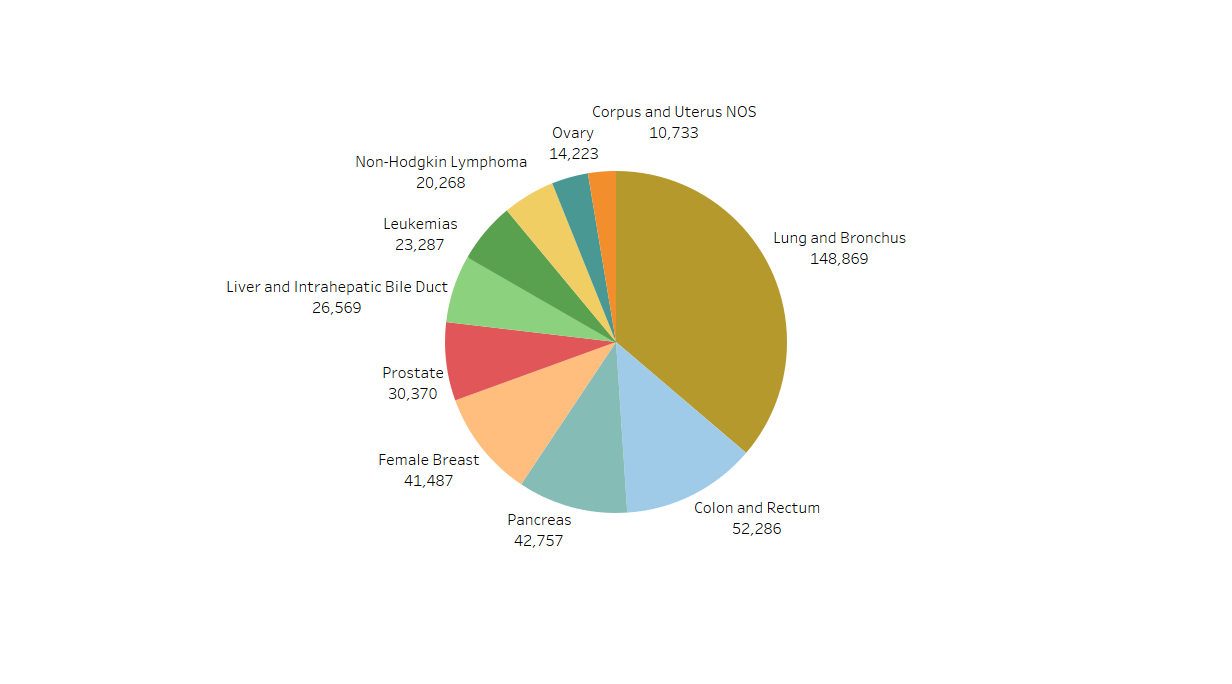 Corpus and Uterus NOS
10,733
Ovary
14,223
Non-Hodgkin Lymphoma
20,268
Leukemias
23,287
Lung and Bronchus
148,869
Liver and Intrahepatic Bile Duct
26,569
Prostate
30,370
Female Breast
41,487
Colon and Rectum
52,286
Pancreas
42,757